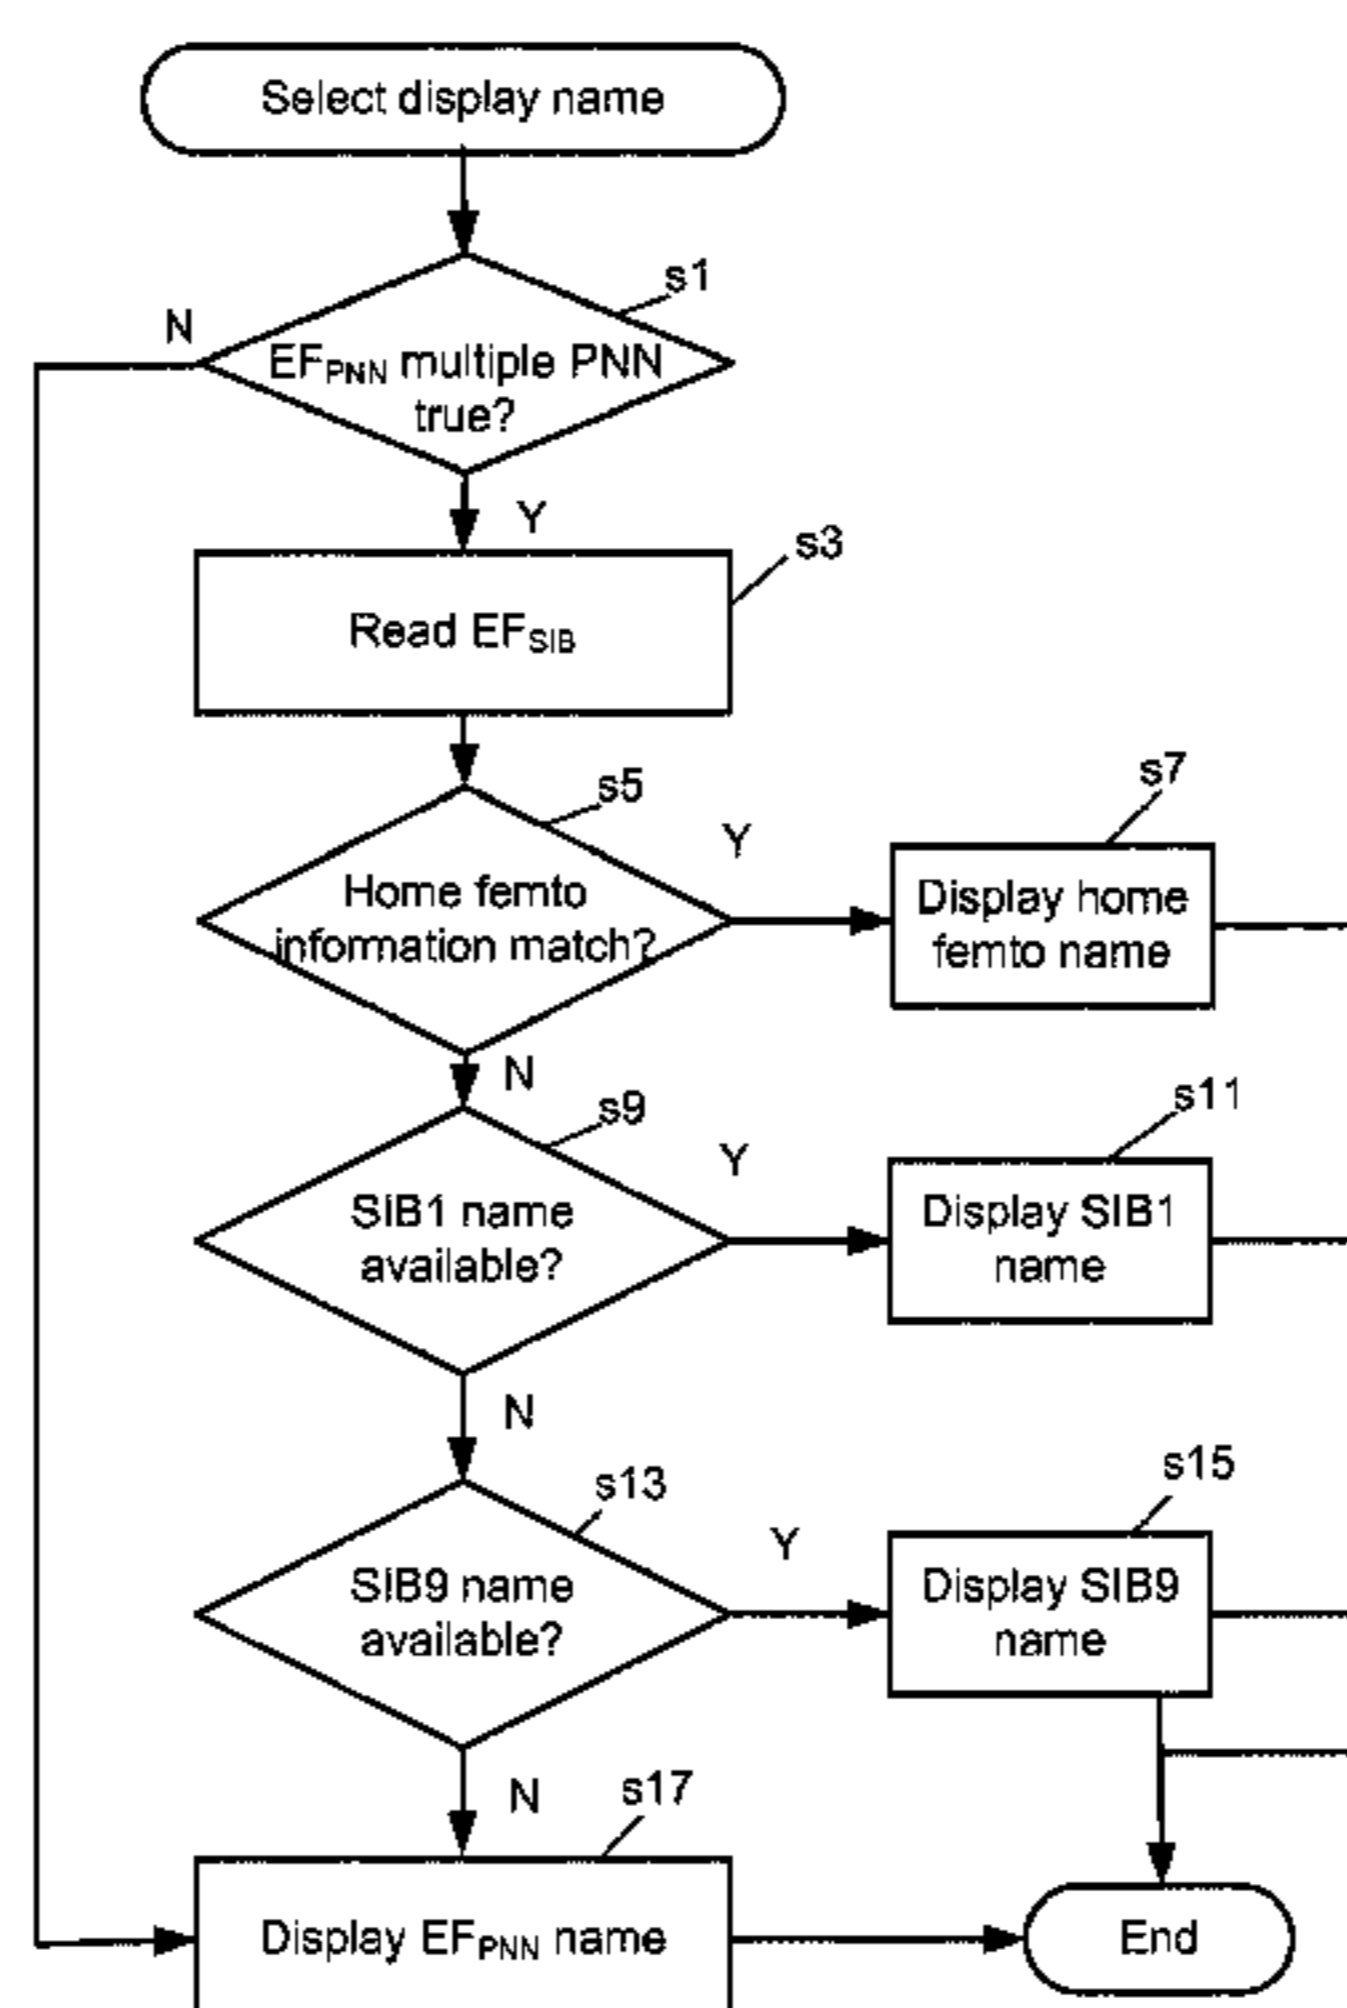 Select display name
s1
N
EFPNN multiple PNN
true?
Y
s3
Read EFSIB
s5
s7
Y
Home femto
information match?
Display home
femto name
N
s9
s11
Y
SIB1 name
available?
Display SIB1
name
N
s13
s15
Y
SIB9 name
available?
Display SIB9
name
N
s17
Display EFPNN name
End